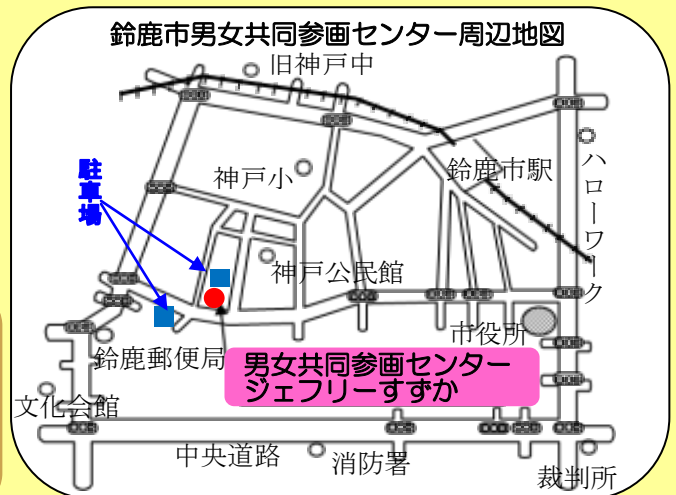 鈴鹿市男女共同参画センター周辺地図
旧神戸中
神戸小
鈴鹿市駅
ハローワーク
駐車場
神戸公民館
市役所
鈴鹿郵便局
男女共同参画センター
ジェフリーすずか
文化会館
中央道路
消防署
裁判所